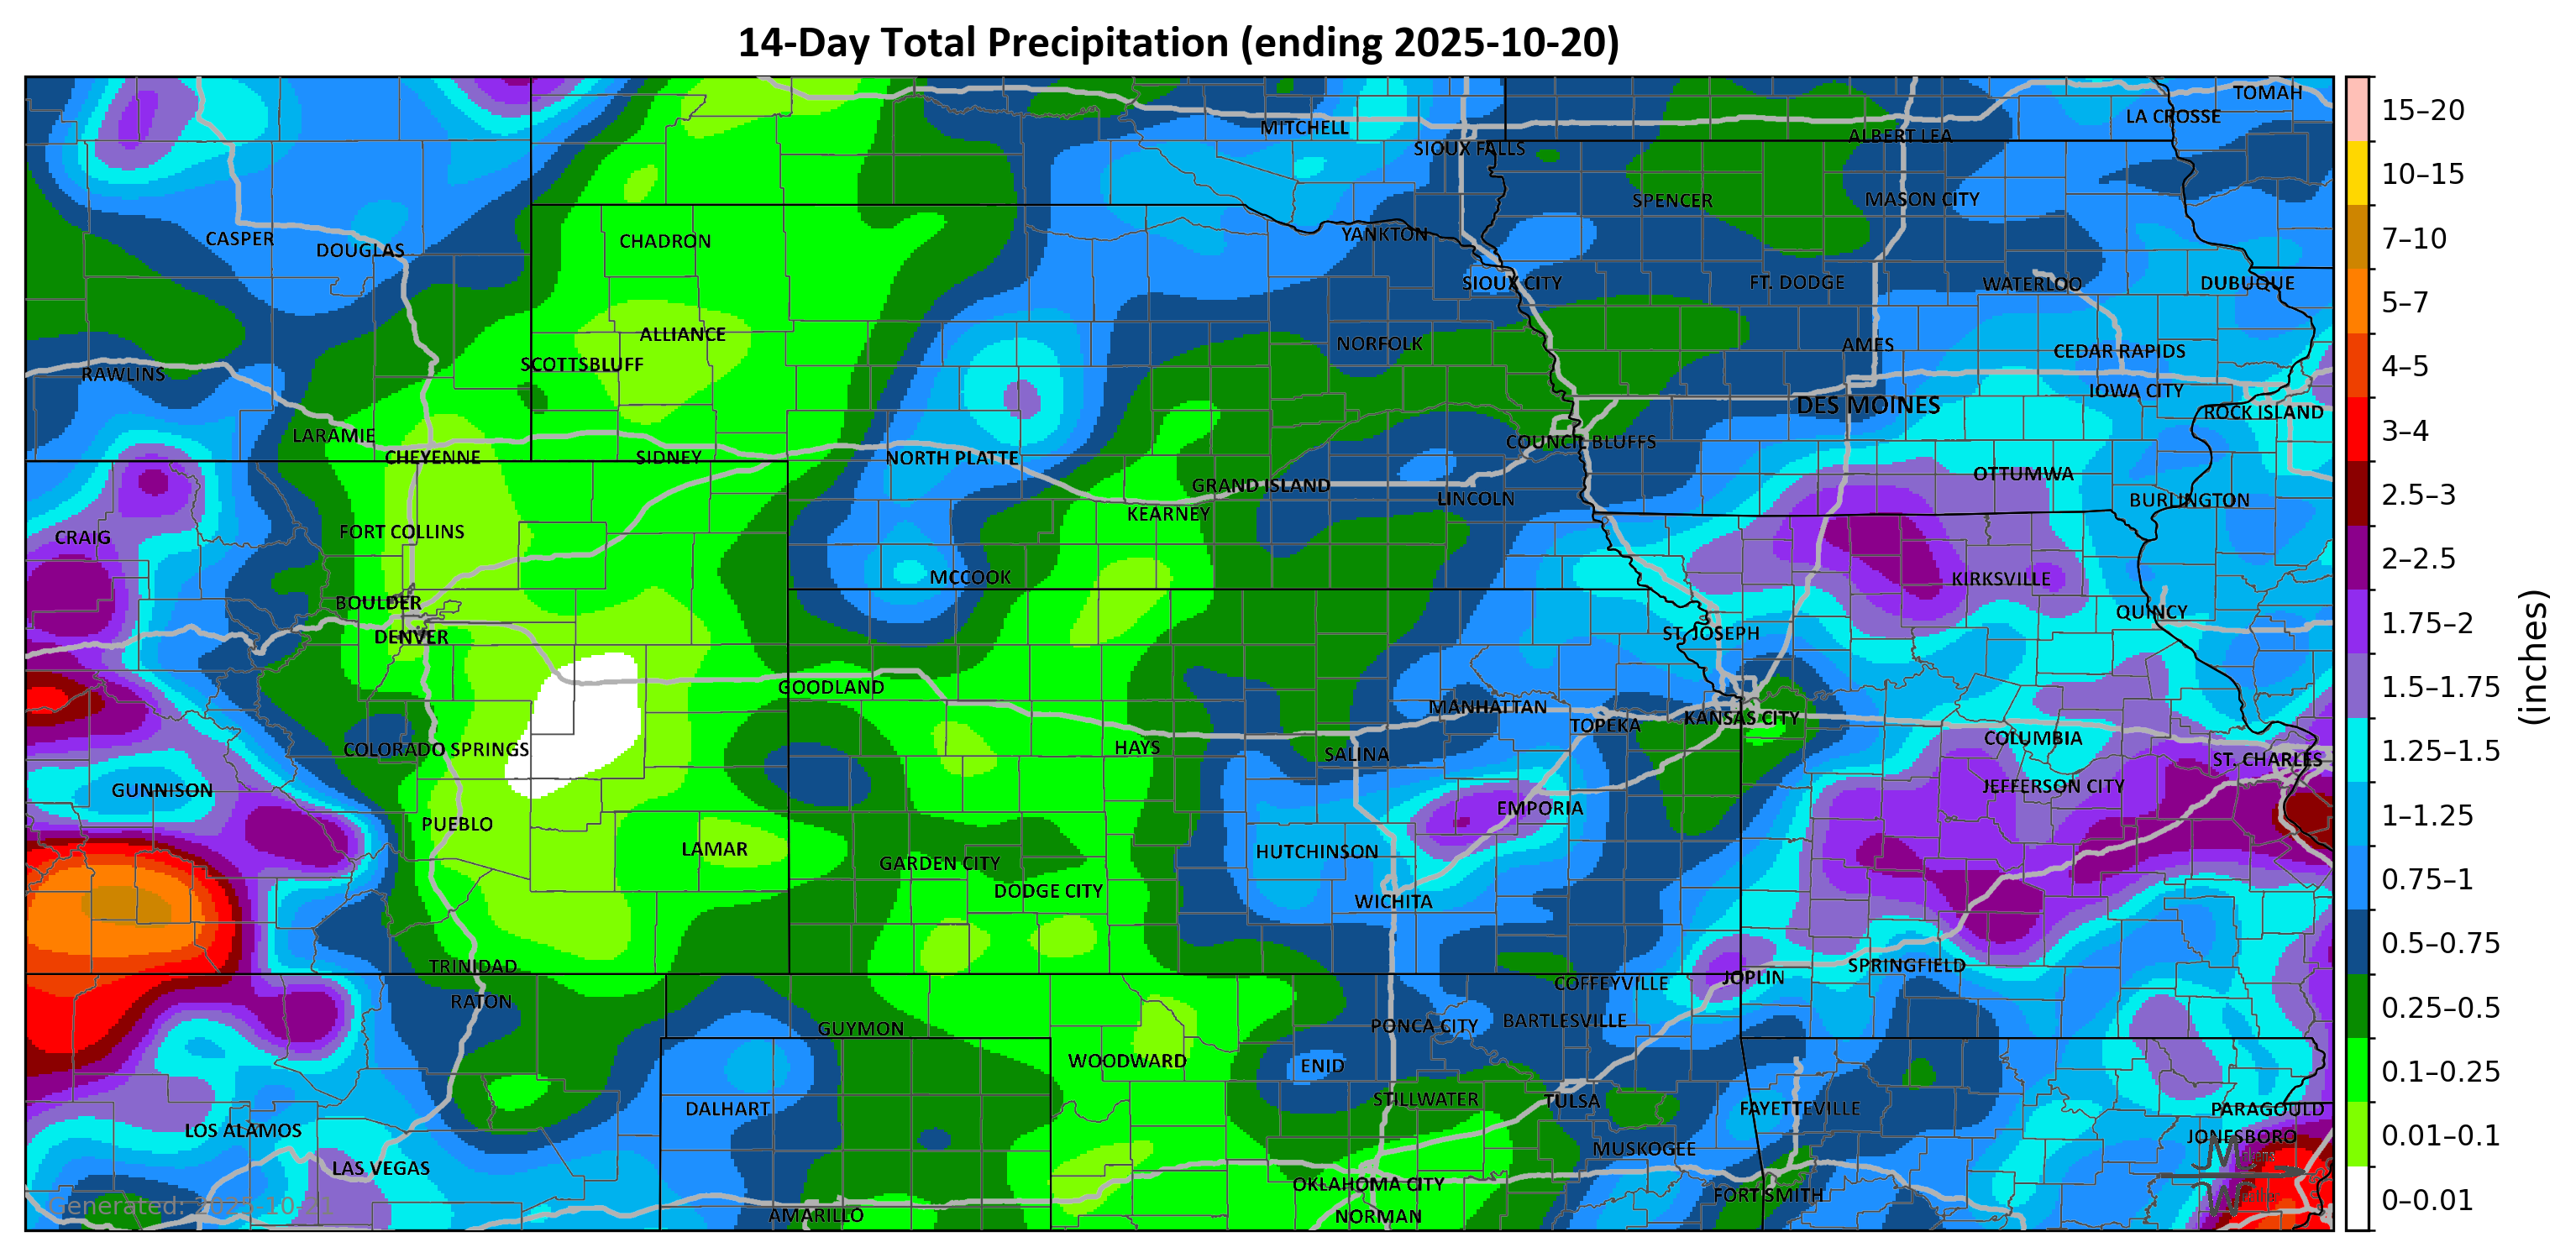 14-Day Total Precipitation (ending 2025-10-20)
TOMAH
LA CROSSE
MITCHELL
ALBERT LEA
SIOUX FALLS
SPENCER
MASON CITY
CASPER
DOUGLAS
CHADRON
YANKTON
SIOUX CITY
FT. DODGE
WATERLOO
DUBUQUE
ALLIANCE
SCOTTSBLUFF
NORFOLK
AMES
CEDAR RAPIDS
RAWLINS
IOWA CITY
DES MOINES
ROCK ISLAND
LARAMIE
CHEYENNE
SIDNEY
NORTH PLATTE
COUNCIL BLUFFS
OTTUMWA
GRAND ISLAND
LINCOLN
BURLINGTON
KEARNEY
CRAIG
FORT COLLINS
MCCOOK
KIRKSVILLE
BOULDER
QUINCY
DENVER
ST. JOSEPH
GOODLAND
MANHATTAN
TOPEKA
KANSAS CITY
COLORADO SPRINGS
HAYS
SALINA
COLUMBIA
ST. CHARLES
GUNNISON
JEFFERSON CITY
PUEBLO
EMPORIA
LAMAR
GARDEN CITY
HUTCHINSON
DODGE CITY
WICHITA
TRINIDAD
SPRINGFIELD
COFFEYVILLE
JOPLIN
RATON
GUYMON
PONCA CITY
BARTLESVILLE
WOODWARD
ENID
DALHART
STILLWATER
TULSA
FAYETTEVILLE
PARAGOULD
LOS ALAMOS
JONESBORO
MUSKOGEE
LAS VEGAS
OKLAHOMA CITY
FORT SMITH
AMARILLO
NORMAN
Generated: 2025-10-21
15–20
10–15
7–10
5–7
4–5
3–4
2.5–3
2–2.5
1.75–2
1.5–1.75
1.25–1.5
1–1.25
0.75–1
0.5–0.75
0.25–0.5
0.1–0.25
0.01–0.1
0–0.01
(inches)